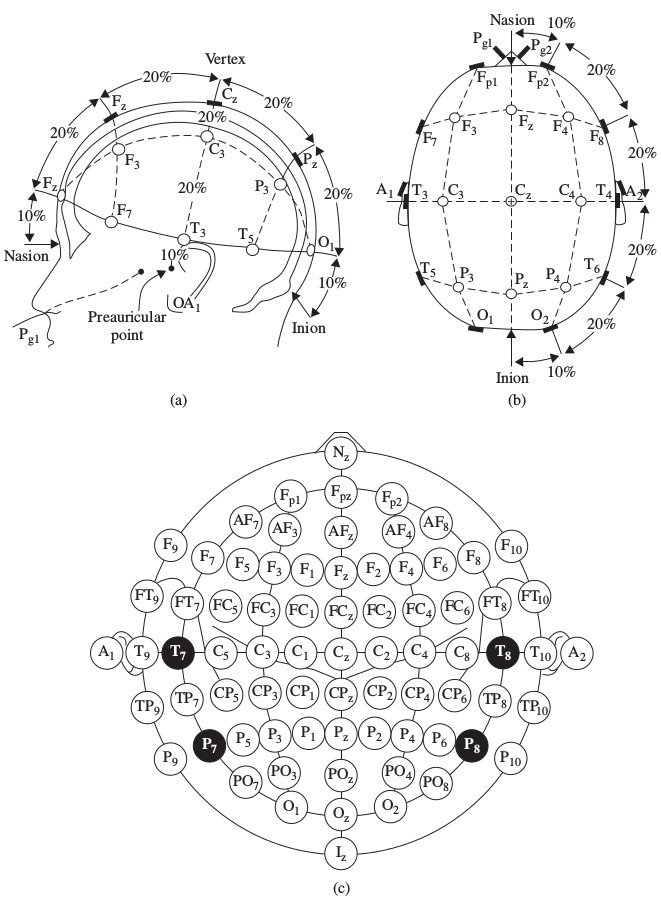 Vertex
20%
20%
Fz
Cz
20%
20%
20%
F3
C3
Pz
Fz
20%
P3
20%
10%
F7
T3
T5
O1
Nasion
10%
10%
OA1
Preauricular
point
Inion
Pg1
(a)
Nasion
10%
Pg1
Pg2
20%
Fp1
Fp2
F7
F3
Fz
F4
F8
20%
A1
T3
C3
Cz
C4
T4
A2
20%
T5
P3
Pz
P4
T6
O1
O2
20%
10%
Inion
(b)
Nz
Fp1 Fpz Fp2
AF7 AF3 AFz AF4 AF8
F9 F7 F5 F3 F1 Fz F2 F4 F6 F8 F10
FT9 FT7 FC5 FC3 FC1 FCz FC2 FC4 FC6 FT8 FT10
A1 T9 T7 C5 C3 C1 Cz C2 C4 C8 T8 T10 A2
TP9 TP7 CP5 CP3 CP1 CPz CP2 CP4 CP6 TP8 TP10
P9 P7 P5 P3 P1 Pz P2 P4 P6 P8 P10
PO7 PO3 POz PO4 PO8
O1 Oz O2
Iz
(c)